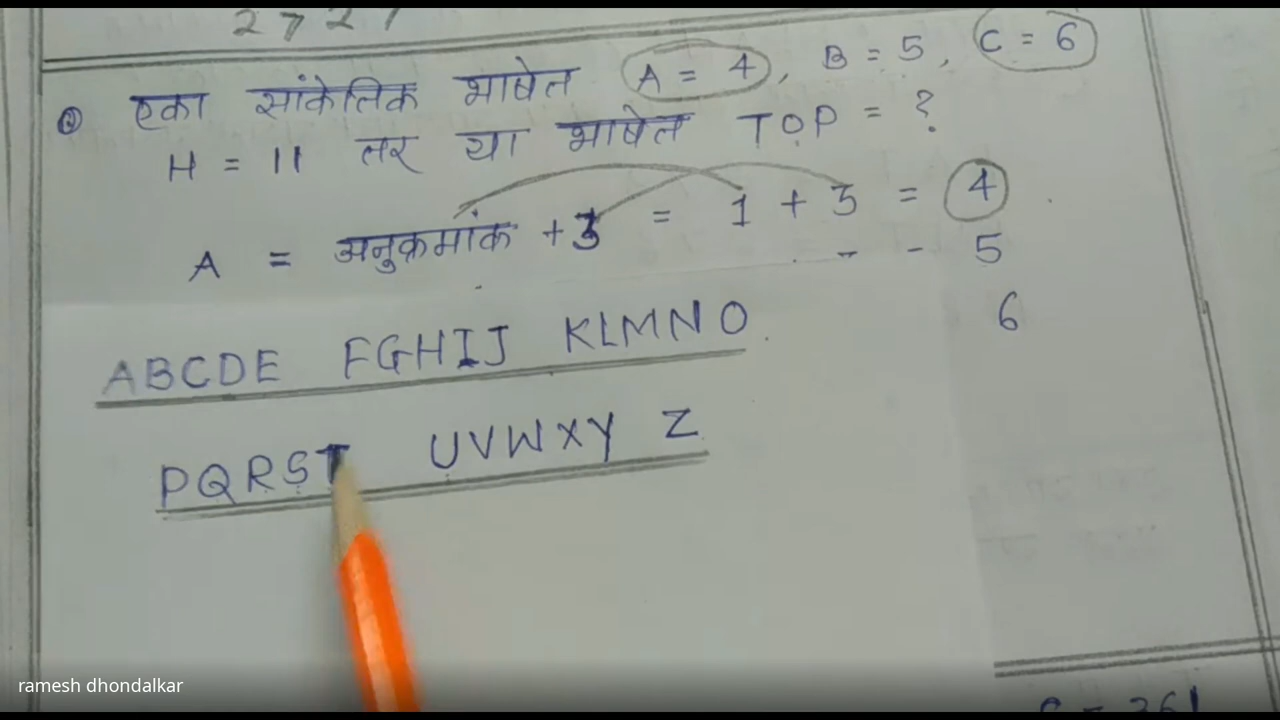 2727
एका सांकेतिक भाषेत A = 4, B = 5, C = 6
H = 11 तर या भाषेत TOP = ?
A = अनुक्रमांक +3 = 1 + 3 = 4
- - 5
6
ABCDE FGHIJ KLMNO
PQRST UVWXY Z
ramesh dhondalkar